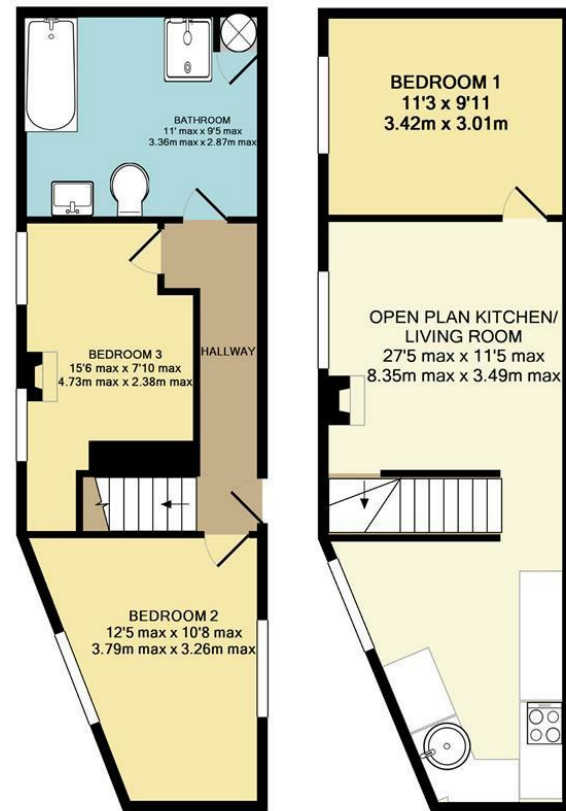 BATHROOM
11' max x 9'5 max
3.36m max x 2.87m max
BEDROOM 3
15'6 max x 7'10 max
4.73m max x 2.38m max
HALLWAY
BEDROOM 2
12'5 max x 10'8 max
3.79m max x 3.26m max
BEDROOM 1
11'3 x 9'11
3.42m x 3.01m
OPEN PLAN KITCHEN/
LIVING ROOM
27'5 max x 11'5 max
8.35m max x 3.49m max